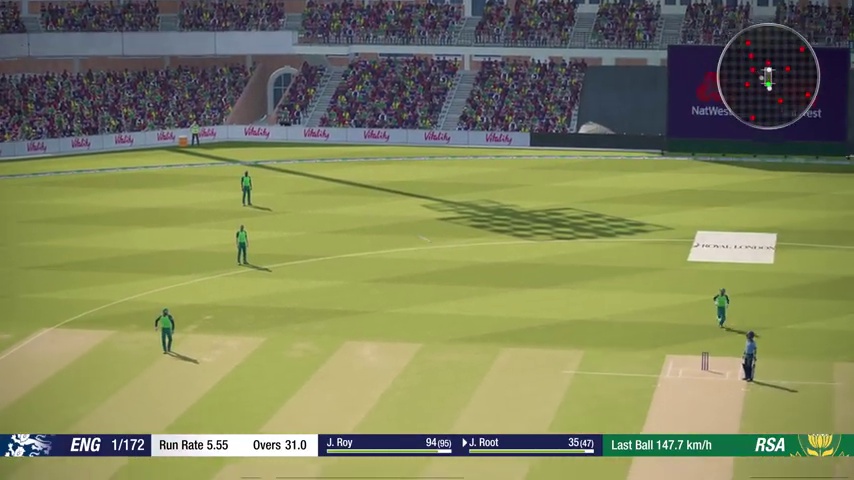 NatWest
Vitality Vitality Vitality Vitality Vitality Vitality Vitality Vitality Vitality
ROYAL LONDON
ENG 1/172 Run Rate 5.55 Overs 31.0 J. Roy 94(95) J. Root 35(47) Last Ball 147.7 km/h RSA